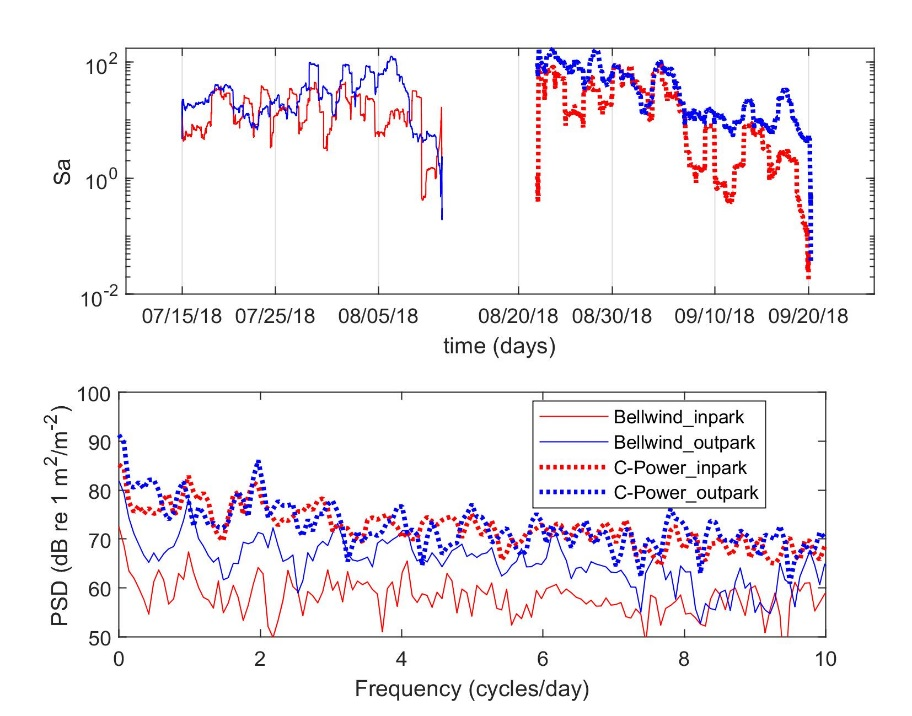 10^2
10^0
10^-2
Sa
07/15/18 07/25/18 08/05/18 08/20/18 08/30/18 09/10/18 09/20/18
time (days)
100
90
80
70
60
50
PSD (dB re 1 m^2/m^-2)
Bellwind_inpark
Bellwind_outpark
C-Power_inpark
C-Power_outpark
0 2 4 6 8 10
Frequency (cycles/day)